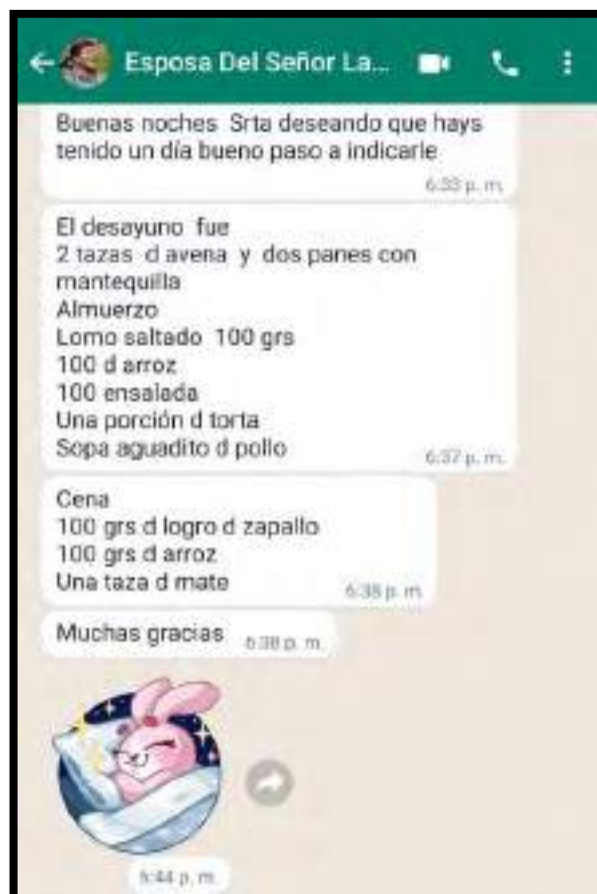 Esposa Del Señor La...
Buenas noches Srta deseando que hays
tenido un día bueno paso a indicarle
6:33 p. m.
El desayuno fue
2 tazas d avena y dos panes con
mantequilla
Almuerzo
Lomo saltado 100 grs
100 d arroz
100 ensalada
Una porción d torta
Sopa aguadito d pollo
6:37 p. m.
Cena
100 grs d logro d zapallo
100 grs d arroz
Una taza d mate
6:38 p. m.
Muchas gracias
6:38 p. m.
6:44 p. m.